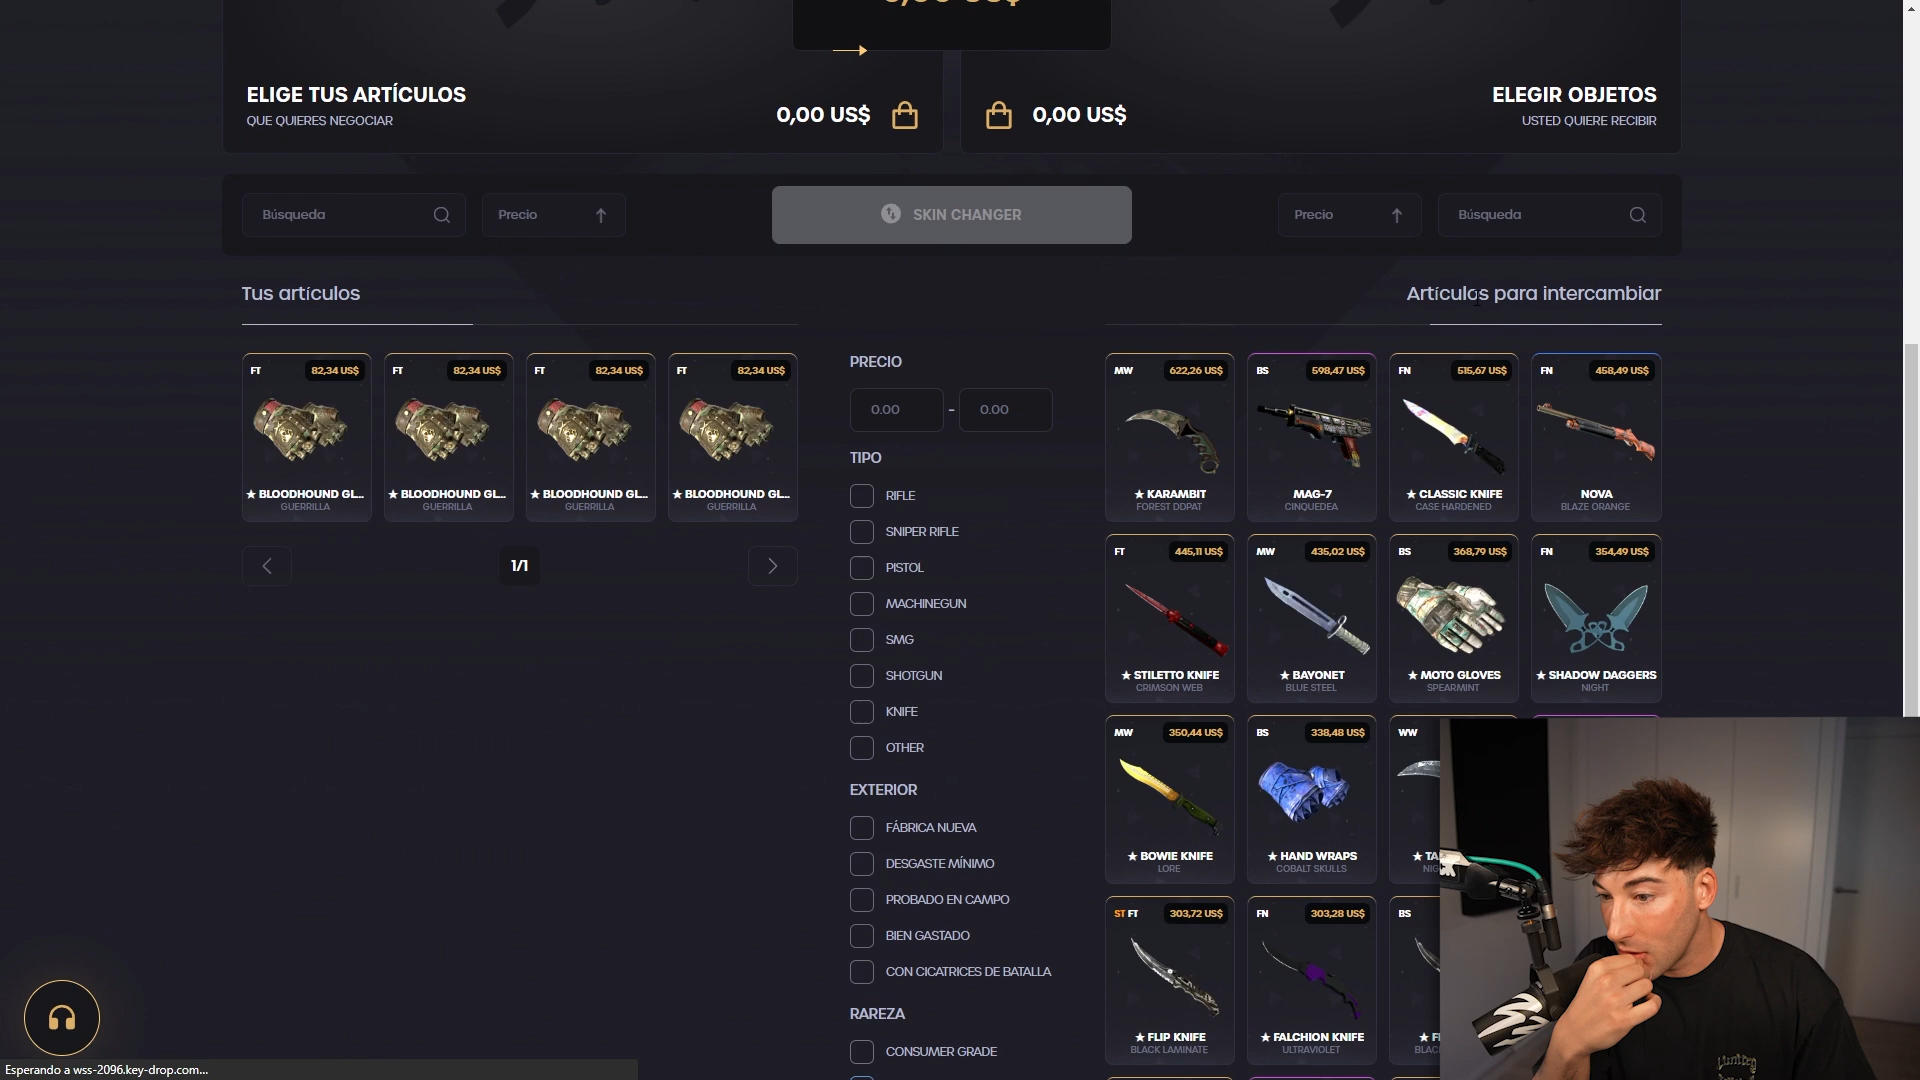 ELIGE TUS ARTÍCULOS
QUE QUIERES NEGOCIAR
0,00 US$
0,00 US$
ELEGIR OBJETOS
USTED QUIERE RECIBIR
Búsqueda
Precio
SKIN CHANGER
Precio
Búsqueda
Tus artículos
Artículos para intercambiar
FT 82,34 US$
★ BLOODHOUND GL...
GUERRILLA
FT 82,34 US$
★ BLOODHOUND GL...
GUERRILLA
FT 82,34 US$
★ BLOODHOUND GL...
GUERRILLA
FT 82,34 US$
★ BLOODHOUND GL...
GUERRILLA
1/1
PRECIO
0.00 - 0.00
TIPO
RIFLE
SNIPER RIFLE
PISTOL
MACHINEGUN
SMG
SHOTGUN
KNIFE
OTHER
EXTERIOR
FÁBRICA NUEVA
DESGASTE MÍNIMO
PROBADO EN CAMPO
BIEN GASTADO
CON CICATRICES DE BATALLA
RAREZA
CONSUMER GRADE
MW 622,26 US$
★ KARAMBIT
FOREST DDPAT
BS 598,47 US$
MAG-7
CINQUEDEA
FN 515,67 US$
★ CLASSIC KNIFE
CASE HARDENED
FN 458,49 US$
NOVA
BLAZE ORANGE
FT 445,11 US$
★ STILETTO KNIFE
CRIMSON WEB
MW 435,02 US$
★ BAYONET
BLUE STEEL
BS 368,79 US$
★ MOTO GLOVES
SPEARMINT
FN 354,49 US$
★ SHADOW DAGGERS
NIGHT
MW 350,44 US$
★ BOWIE KNIFE
LORE
BS 338,48 US$
★ HAND WRAPS
COBALT SKULLS
WW
★ TA
NIG
ST FT 303,72 US$
★ FLIP KNIFE
BLACK LAMINATE
FN 303,28 US$
★ FALCHION KNIFE
ULTRAVIOLET
BS
★ F
BLAC
Esperando a wss-2096.key-drop.com...